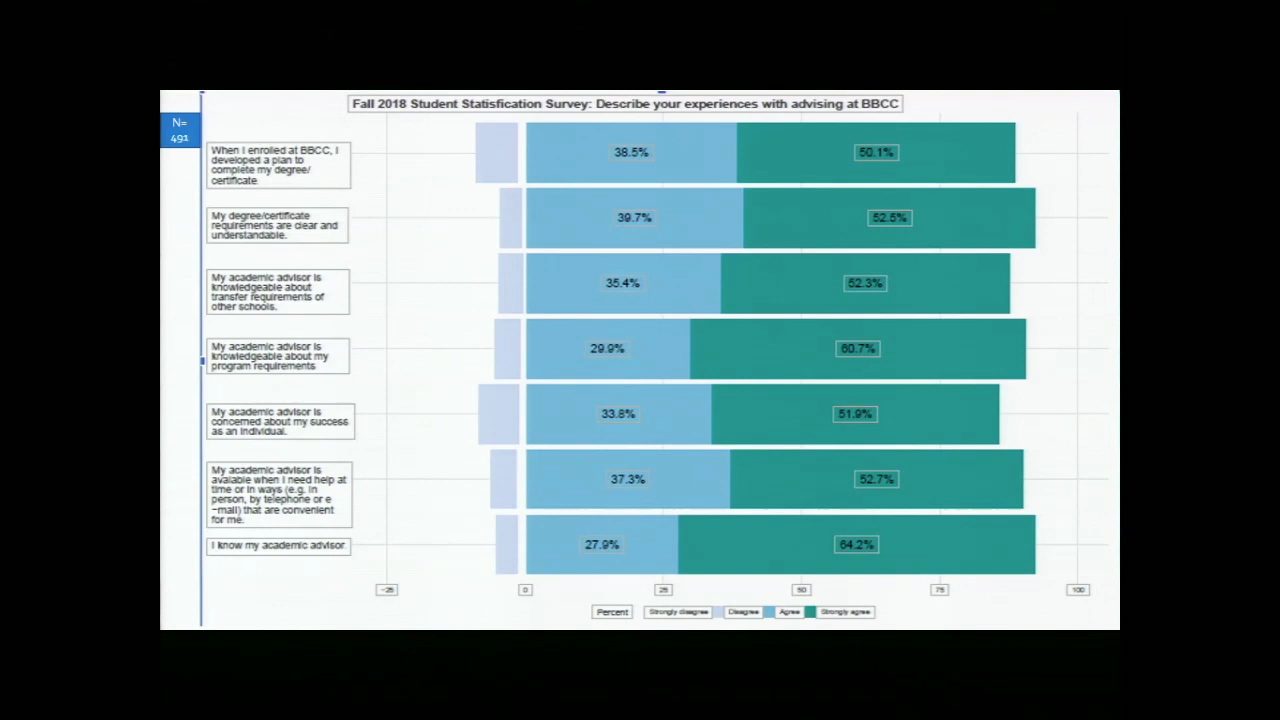 Fall 2018 Student Statisfication Survey: Describe your experiences with advising at BBCC
N=
491
When I enrolled at BBCC, I
developed a plan to
complete my degree/
certificate.
38.5%
50.1%
My degree/certificate
requirements are clear and
understandable.
39.7%
52.5%
My academic advisor is
knowledgeable about
transfer requirements of
other schools.
35.4%
52.3%
My academic advisor is
knowledgeable about my
program requirements
29.9%
60.7%
My academic advisor is
concerned about my success
as an individual.
33.8%
51.9%
My academic advisor is
available when I need help at
time or in ways (e.g. in
person, by telephone or e
−mail) that are convenient
for me.
37.3%
52.7%
I know my academic advisor.
27.9%
64.2%
−25
0
25
50
75
100
Percent
Strongly disagree
Disagree
Agree
Strongly agree